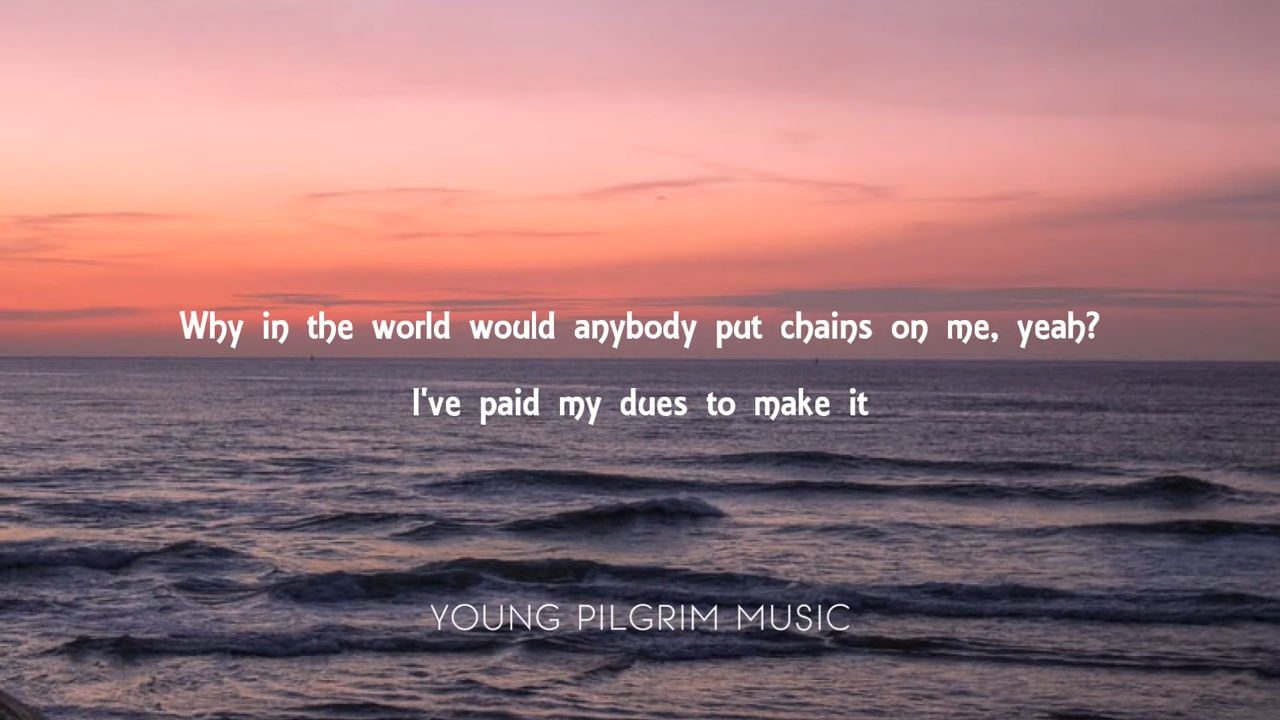 Why in the world would anybody put chains on me, yeah?
I've paid my dues to make it
YOUNG PILGRIM MUSIC